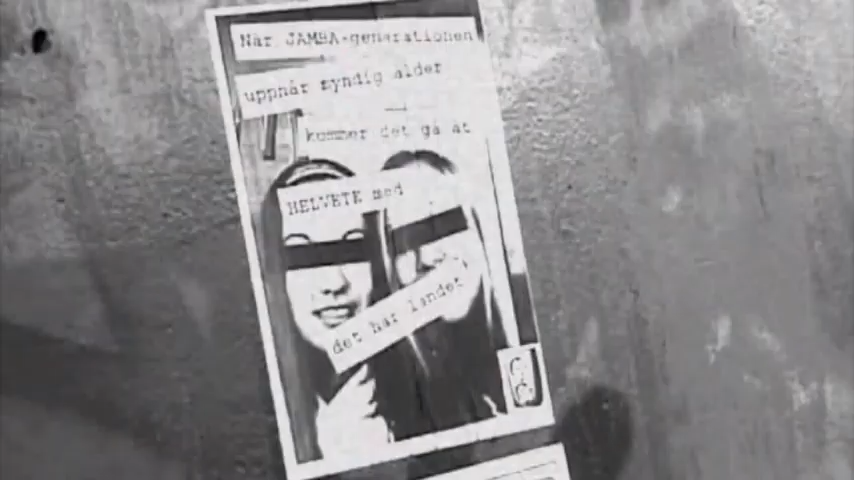 När JAMBA-generationen
uppnår myndig ålder
kommer det gå åt
HELVETE med
det här landet
C.
C.